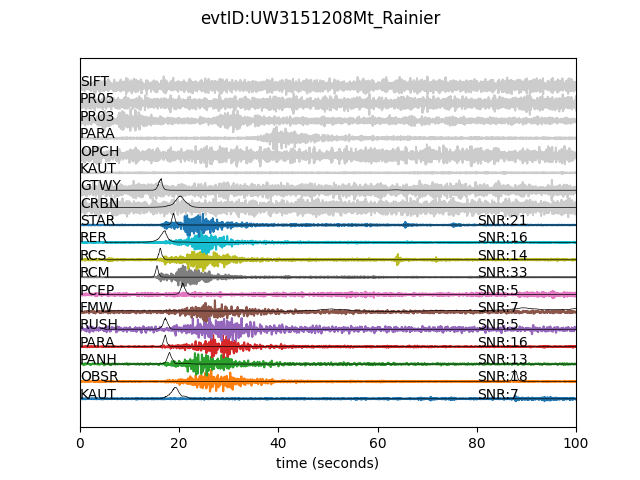 evtID:UW3151208Mt_Rainier
SIFT
PR05
PR03
PARA
OPCH
KAUT
GTWY
CRBN
STAR SNR:21
RER SNR:16
RCS SNR:14
RCM SNR:33
PCEP SNR:5
FMW SNR:7
RUSH SNR:5
PARA SNR:16
PANH SNR:13
OBSR SNR:18
KAUT SNR:7
0 20 40 60 80 100
time (seconds)